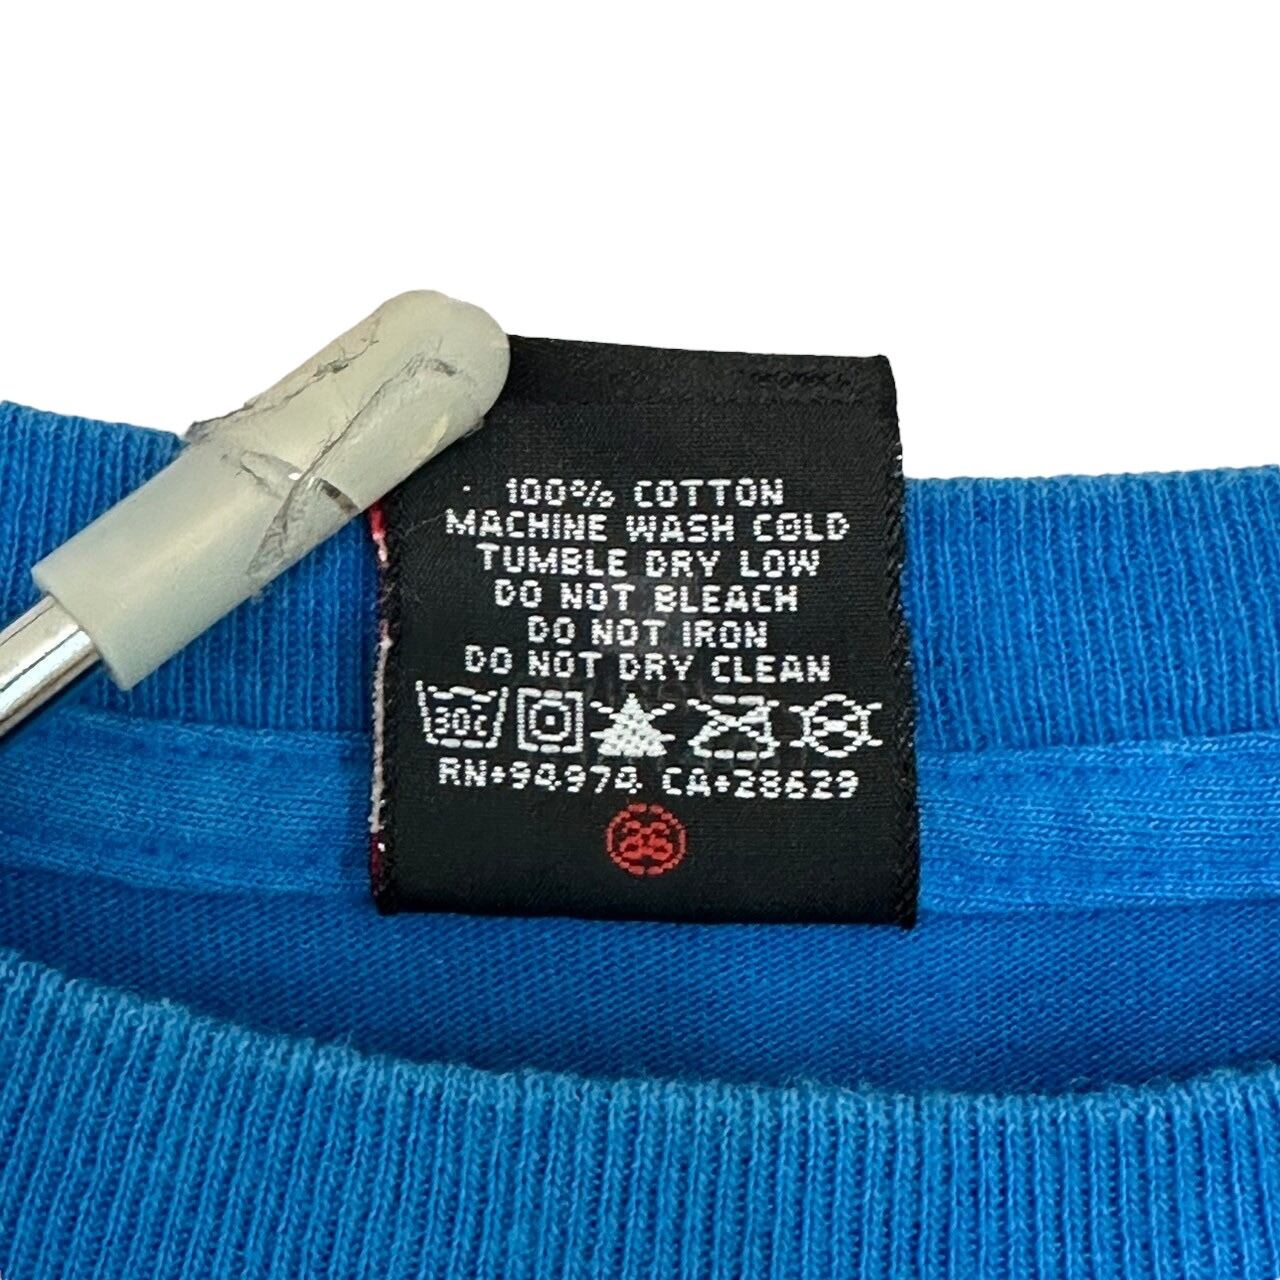 100% COTTON
MACHINE WASH COLD
TUMBLE DRY LOW
DO NOT BLEACH
DO NOT IRON
DO NOT DRY CLEAN
30c
RN+94974 CA+28629